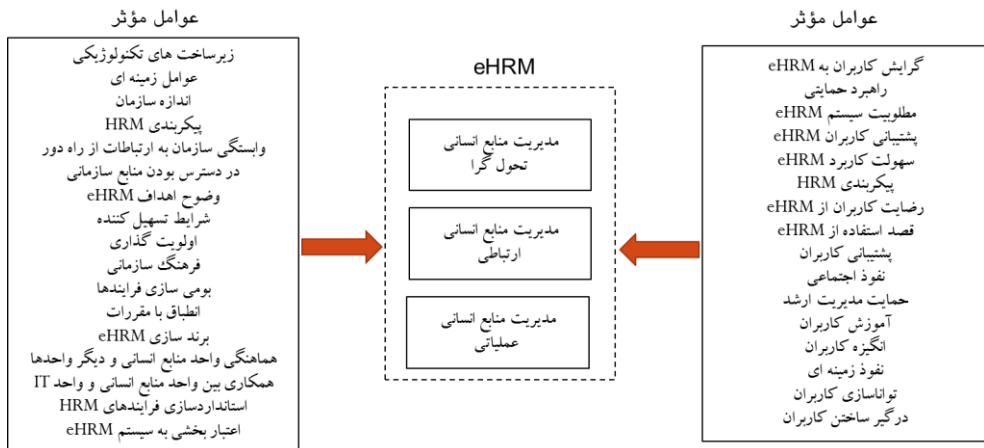 عوامل مؤثر
گرایش کاربران به eHRM
راهبرد حمایتی
مطلوبیت سیستم eHRM
پشتیبانی کاربران eHRM
سهولت کاربرد eHRM
پیکربندی HRM
رضایت کاربران از eHRM
قصد استفاده از eHRM
پشتیبانی کاربران
نفوذ اجتماعی
حمایت مدیریت ارشد
آموزش کاربران
انگیزه کاربران
نفوذ زمینه ای
تواناسازی کاربران
درگیر ساختن کاربران
eHRM
مدیریت منابع انسانی
تحول گرا
مدیریت منابع انسانی
ارتباطی
مدیریت منابع انسانی
عملیاتی
عوامل مؤثر
زیرساخت های تکنولوژیکی
عوامل زمینه ای
اندازه سازمان
پیکربندی HRM
وابستگی سازمان به ارتباطات از راه دور
در دسترس بودن منابع سازمانی
وضوح اهداف eHRM
شرایط تسهیل کننده
اولویت گذاری
فرهنگ سازمانی
بومی سازی فرایندها
انطباق با مقررات
برند سازی eHRM
هماهنگی واحد منابع انسانی و دیگر واحدها
همکاری بین واحد منابع انسانی و واحد IT
استانداردسازی فرایندهای HRM
اعتبار بخشی به سیستم eHRM